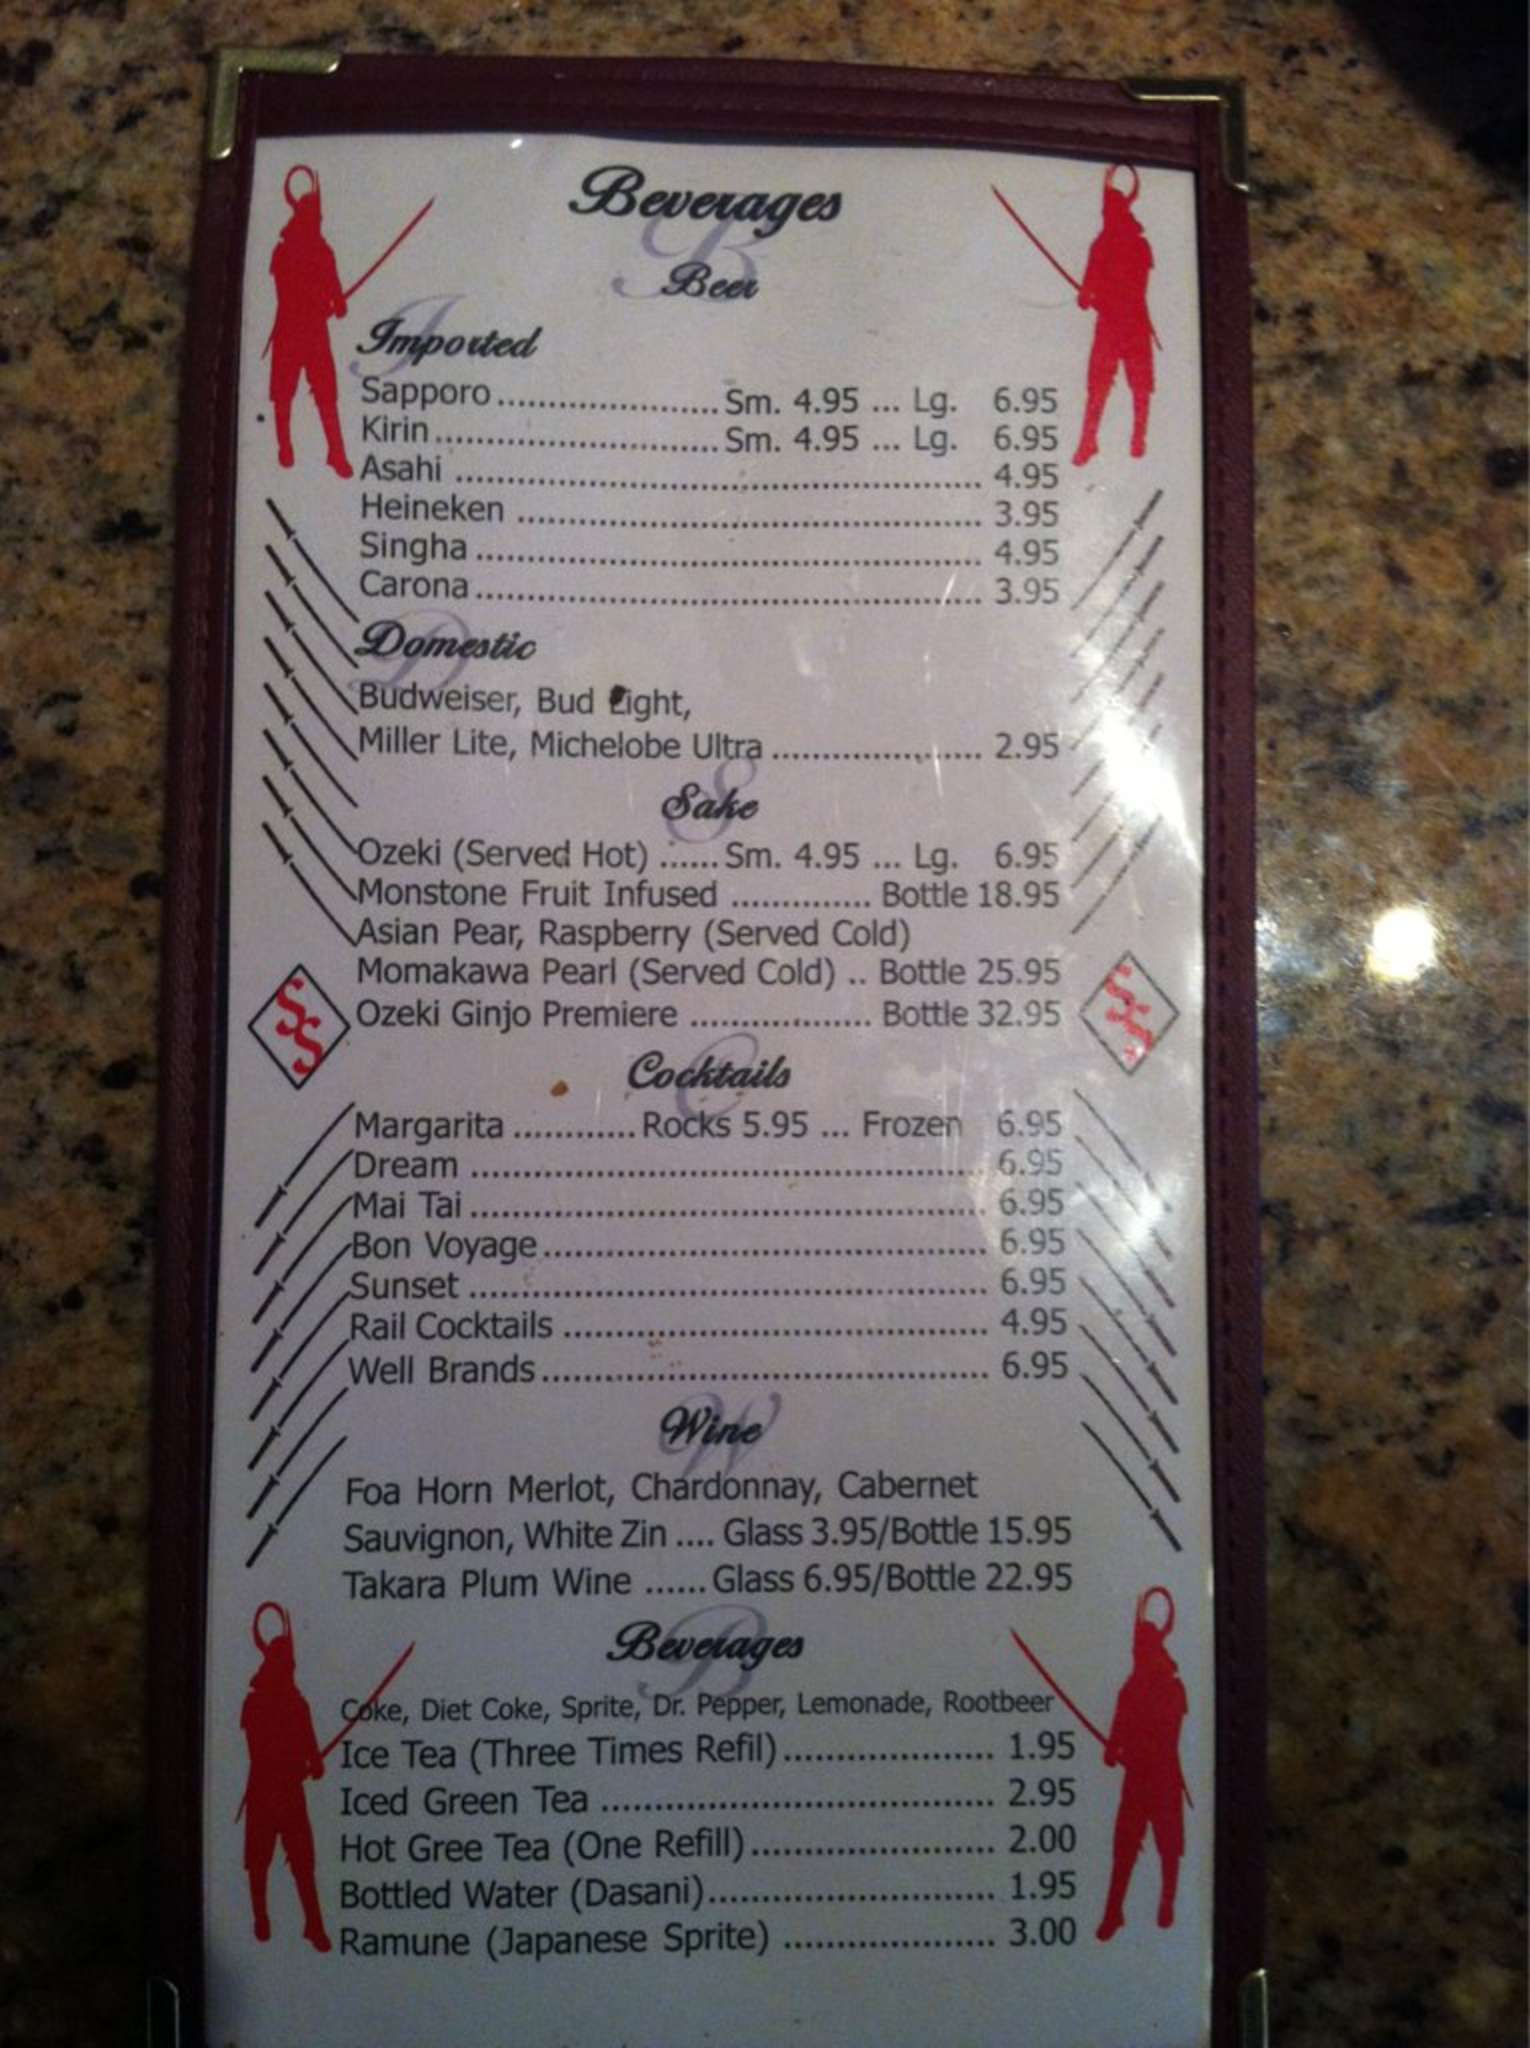 Beverages
Beer
Imported
Sapporo ..................... Sm. 4.95 ... Lg. 6.95
Kirin ........................... Sm. 4.95 ... Lg. 6.95
Asahi .................................................. 4.95
Heineken ............................................ 3.95
Singha ................................................ 4.95
Carona ................................................ 3.95
Domestic
Budweiser, Bud Light,
Miller Lite, Michelobe Ultra .................... 2.95
Sake
Ozeki (Served Hot) ...... Sm. 4.95 ... Lg. 6.95
Monstone Fruit Infused .............. Bottle 18.95
Asian Pear, Raspberry (Served Cold)
Momakawa Pearl (Served Cold) .. Bottle 25.95
Ozeki Ginjo Premiere ................. Bottle 32.95
Cocktails
Margarita ............ Rocks 5.95 ... Frozen 6.95
Dream ................................................. 6.95
Mai Tai ................................................. 6.95
Bon Voyage .......................................... 6.95
Sunset ................................................. 6.95
Rail Cocktails ........................................ 4.95
Well Brands .......................................... 6.95
Wine
Foa Horn Merlot, Chardonnay, Cabernet
Sauvignon, White Zin .... Glass 3.95/Bottle 15.95
Takara Plum Wine ...... Glass 6.95/Bottle 22.95
Beverages
Coke, Diet Coke, Sprite, Dr. Pepper, Lemonade, Rootbeer
Ice Tea (Three Times Refil) .................... 1.95
Iced Green Tea ..................................... 2.95
Hot Gree Tea (One Refill) ....................... 2.00
Bottled Water (Dasani) ........................... 1.95
Ramune (Japanese Sprite) .................... 3.00
SS
SS